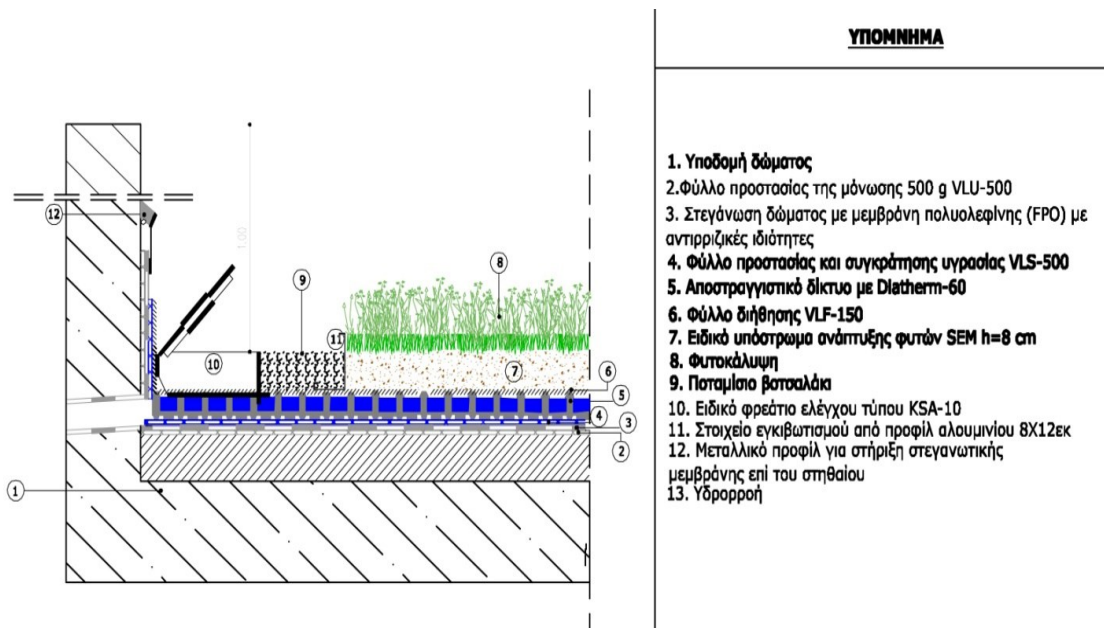 ΥΠΟΜΝΗΜΑ
1. Υποδομή δώματος
2.Φύλλο προστασίας της μόνωσης 500 g VLU-500
3. Στεγάνωση δώματος με μεμβράνη πολυολεφίνης (FPO) με
αντιρριζικές ιδιότητες
4. Φύλλο προστασίας και συγκράτησης υγρασίας VLS-500
5. Αποστραγγιστικό δίκτυο με Diatherm-60
6. Φύλλο διήθησης VLF-150
7. Ειδικό υπόστρωμα ανάπτυξης φυτών SEM h=8 cm
8. Φυτοκάλυψη
9. Ποταμίσιο βοτσαλάκι
10. Ειδικό φρεάτιο ελέγχου τύπου KSA-10
11. Στοιχείο εγκιβωτισμού από προφίλ αλουμινίου 8Χ12εκ
12. Μεταλλικό προφίλ για στήριξη στεγανωτικής
μεμβράνης επί του στηθαίου
13. Υδρορροή
12
1.00
9
8
11
10
7
6
5
4
3
2
1